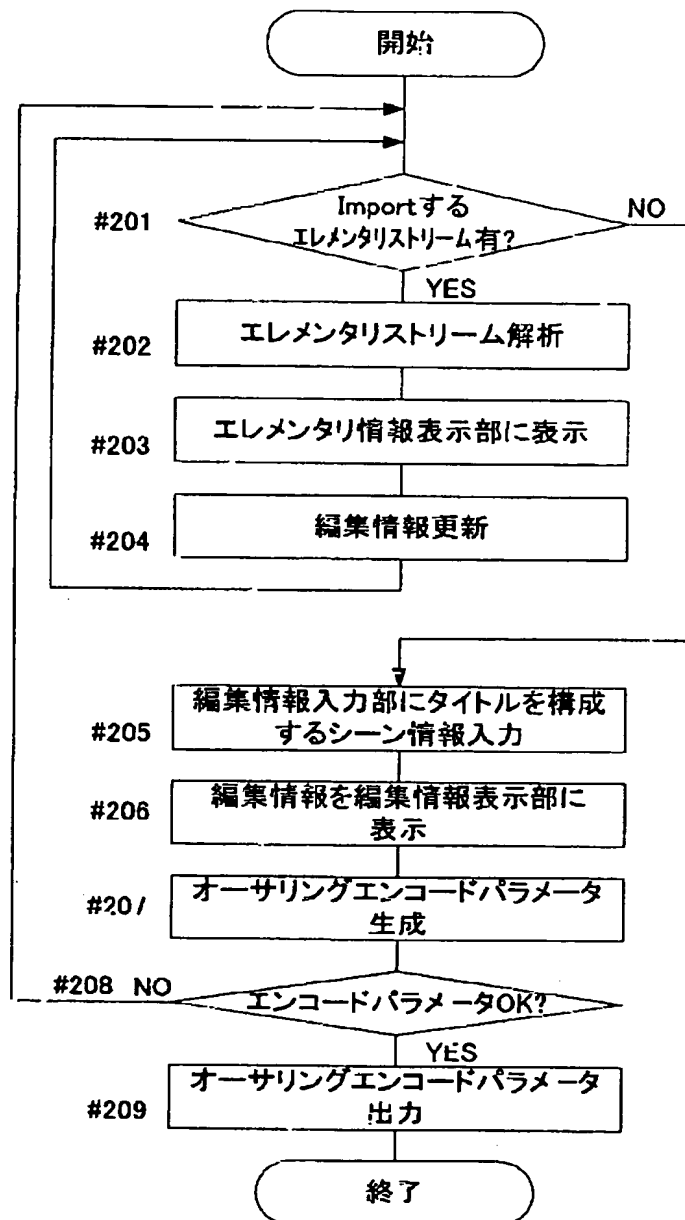 開始
#201
Importする
エレメンタリストリーム有?
NO
YES
#202
エレメンタリストリーム解析
#203
エレメンタリ情報表示部に表示
#204
編集情報更新
#205
編集情報入力部にタイトルを構成
するシーン情報入力
#206
編集情報を編集情報表示部に
表示
#207
オーサリングエンコードパラメータ
生成
#208 NO
エンコードパラメータOK?
YES
#209
オーサリングエンコードパラメータ
出力
終了